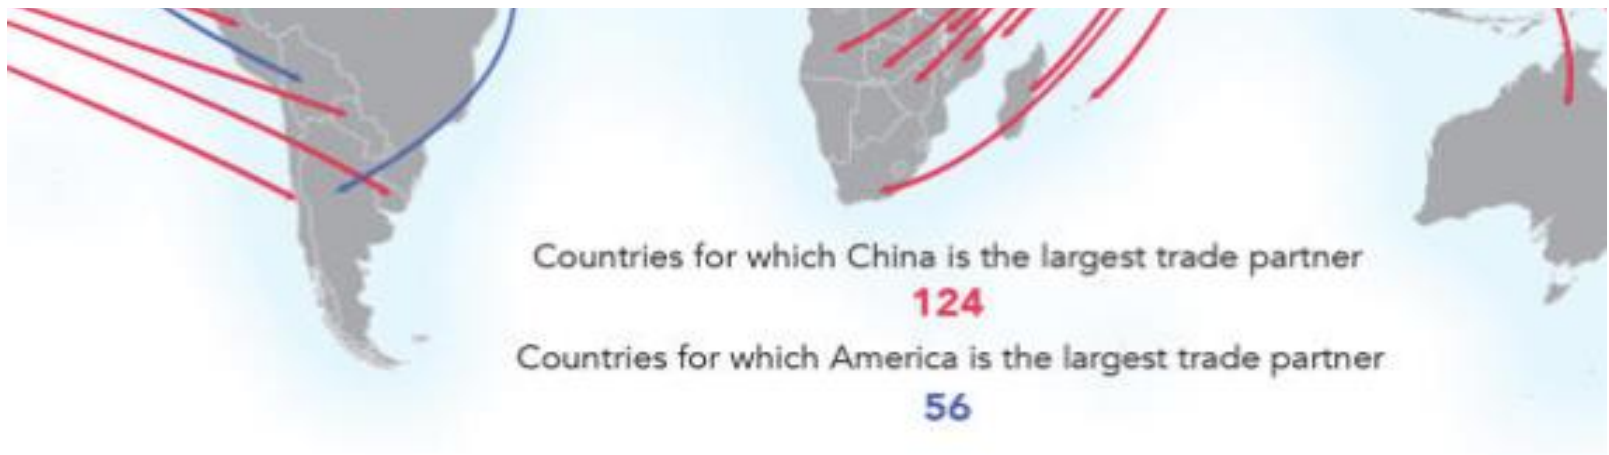 Countries for which China is the largest trade partner
124
Countries for which America is the largest trade partner
56